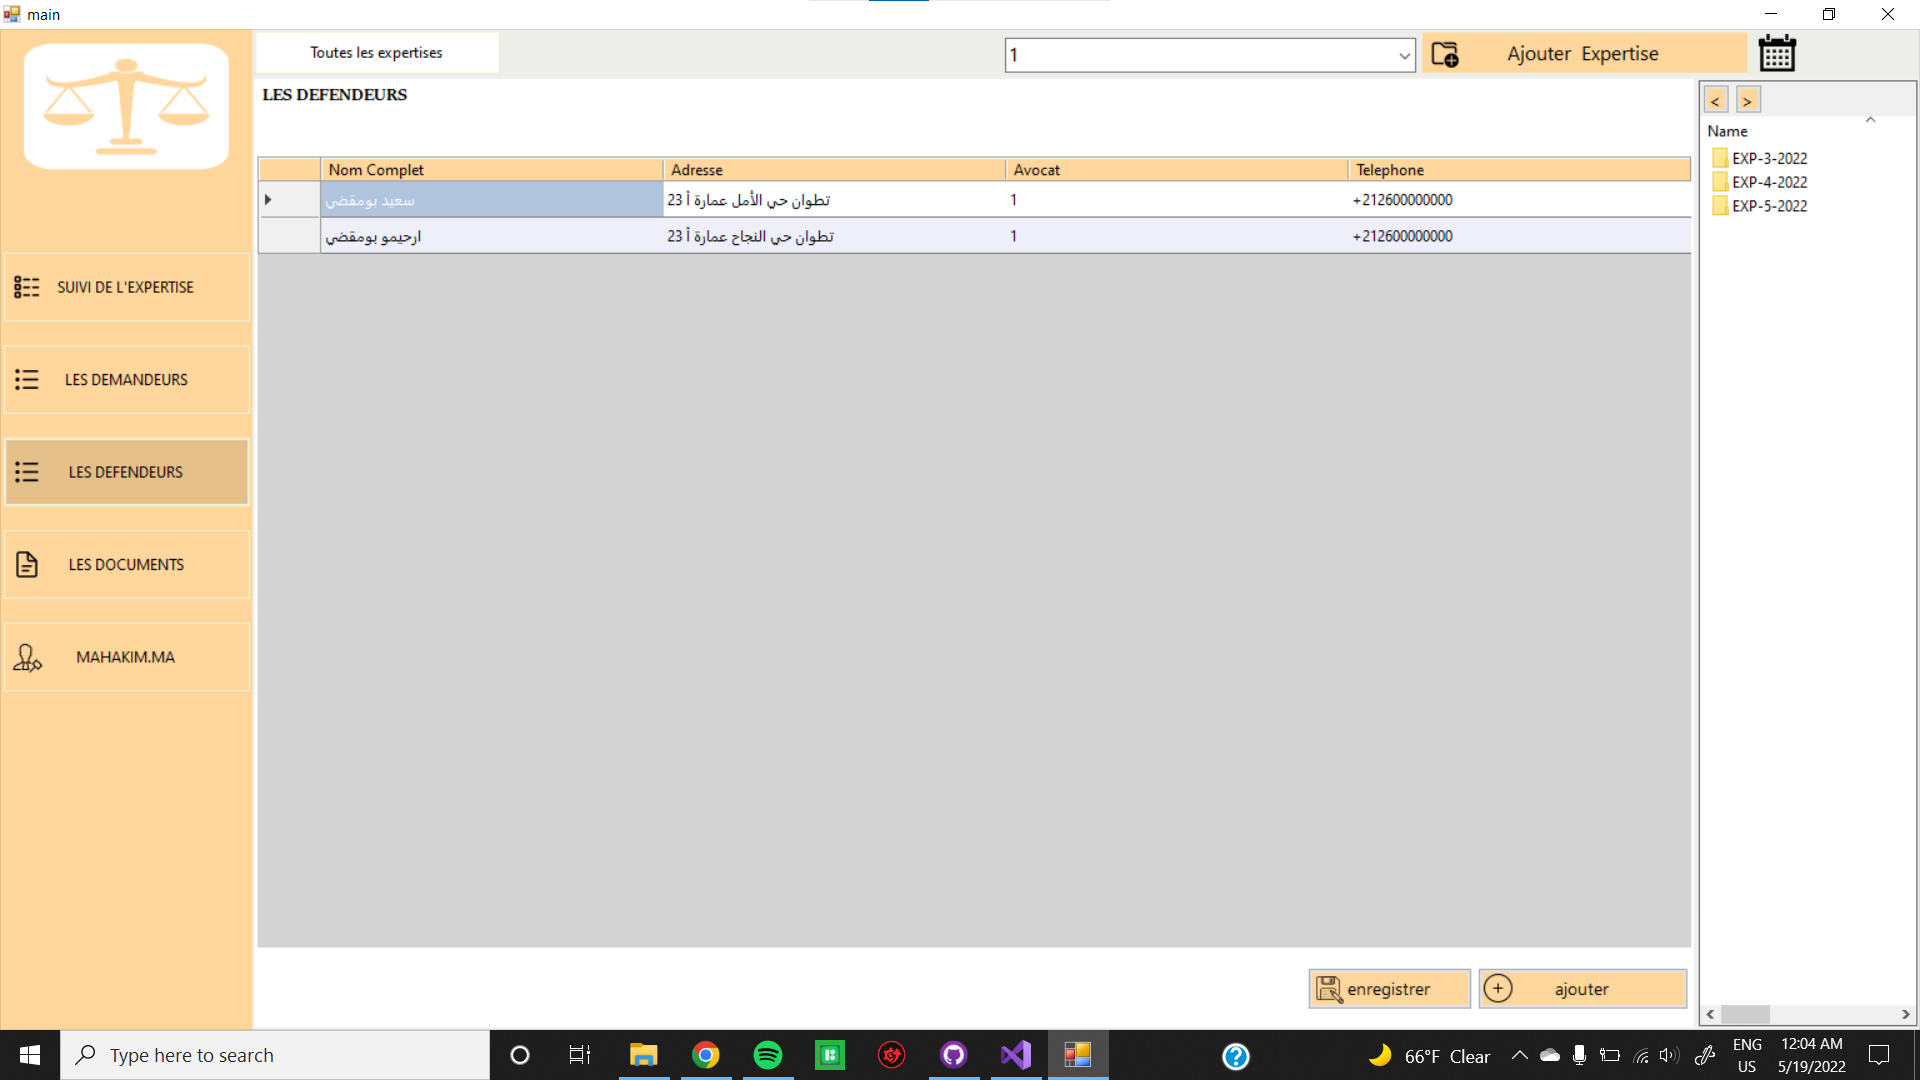 main
Toutes les expertises
1
Ajouter Expertise
LES DEFENDEURS
< >
Name
EXP-3-2022
EXP-4-2022
EXP-5-2022
Nom Complet Adresse Avocat Telephone
سعيد بومقضي تطوان حي الأمل عمارة أ 23 1 +212600000000
ارحيمو بومقضي تطوان حي النجاح عمارة أ 23 1 +212600000000
SUIVI DE L'EXPERTISE
LES DEMANDEURS
LES DEFENDEURS
LES DOCUMENTS
MAHAKIM.MA
enregistrer
ajouter
Type here to search
66°F Clear
ENG
US
12:04 AM
5/19/2022